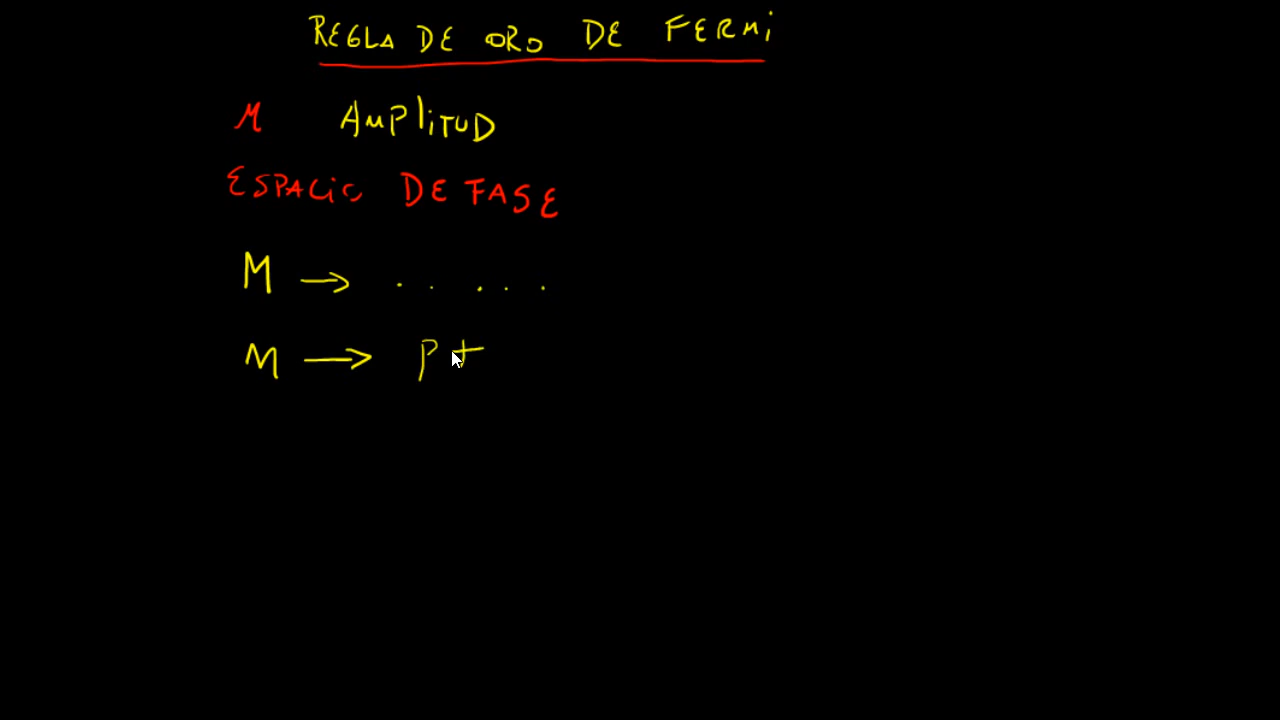 REGLA DE ORO DE FERMI
M AMPLITUD
ESPACIO DE FASE
M → . . . . .
M → P +